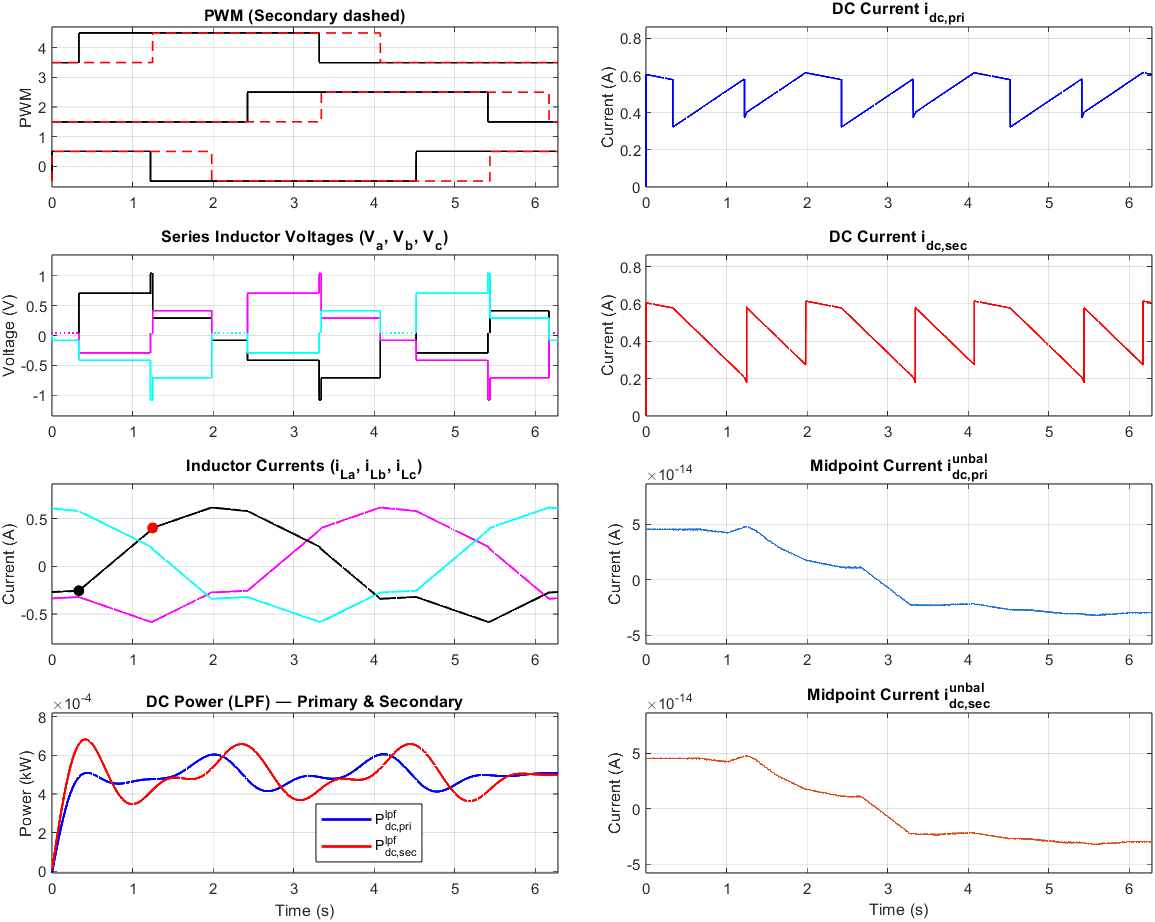 PWM (Secondary dashed)
PWM
4
3
2
1
0
0 1 2 3 4 5 6
DC Current i_dc,pri
Current (A)
0.8
0.6
0.4
0.2
0
0 1 2 3 4 5 6
Series Inductor Voltages (V_a, V_b, V_c)
Voltage (V)
1
0.5
0
-0.5
-1
0 1 2 3 4 5 6
DC Current i_dc,sec
Current (A)
0.8
0.6
0.4
0.2
0
0 1 2 3 4 5 6
Inductor Currents (i_La, i_Lb, i_Lc)
Current (A)
0.5
0
-0.5
0 1 2 3 4 5 6
Midpoint Current i_dc,pri^unbal
×10^-14
Current (A)
5
0
-5
0 1 2 3 4 5 6
DC Power (LPF) — Primary & Secondary
×10^-4
Power (kW)
8
6
4
2
0
P_dc,pri^lpf
P_dc,sec^lpf
0 1 2 3 4 5 6
Time (s)
Midpoint Current i_dc,sec^unbal
×10^-14
Current (A)
5
0
-5
0 1 2 3 4 5 6
Time (s)